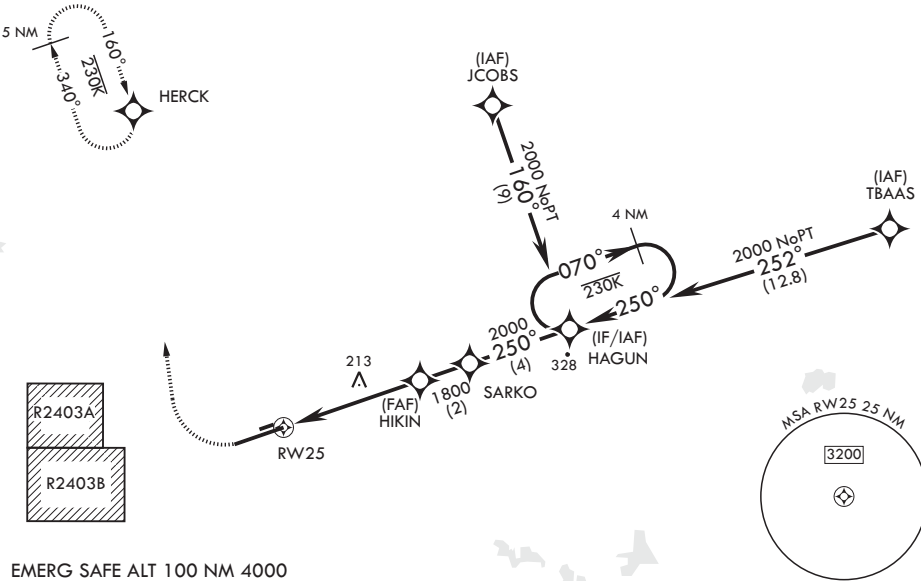 5 NM
160°
230K
340°
HERCK
(IAF)
JCOBS
2000 NoPT
160°
(9)
(IAF)
TBAAS
4 NM
2000 NoPT
252°
(12.8)
070°
230K
250°
(IF/IAF)
HAGUN
328
2000
250°
(4)
SARKO
213
1800
(2)
(FAF)
HIKIN
RW25
R2403A
R2403B
MSA RW25 25 NM
3200
EMERG SAFE ALT 100 NM 4000